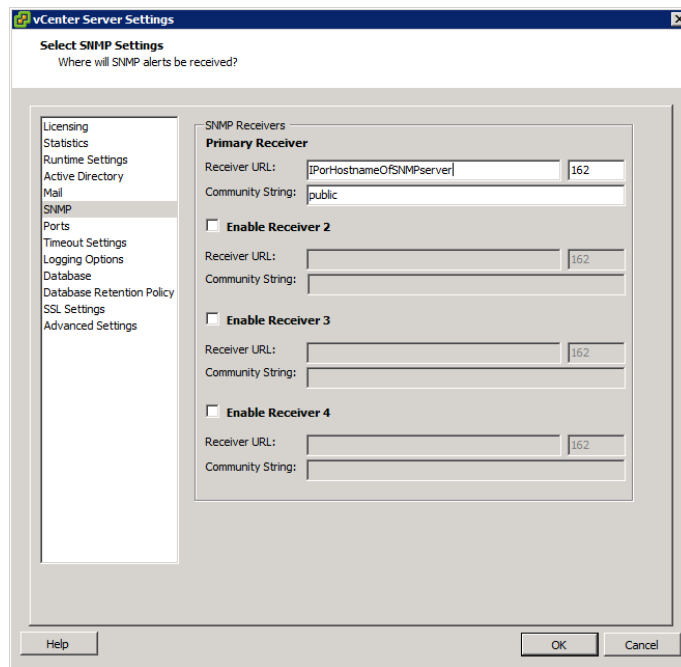 vCenter Server Settings
Select SNMP Settings
Where will SNMP alerts be received?
Licensing
Statistics
Runtime Settings
Active Directory
Mail
SNMP
Ports
Timeout Settings
Logging Options
Database
Database Retention Policy
SSL Settings
Advanced Settings
SNMP Receivers
Primary Receiver
Receiver URL: IPorHostnameOfSNMPserver 162
Community String: public
Enable Receiver 2
Receiver URL: 162
Community String:
Enable Receiver 3
Receiver URL: 162
Community String:
Enable Receiver 4
Receiver URL: 162
Community String:
Help OK Cancel